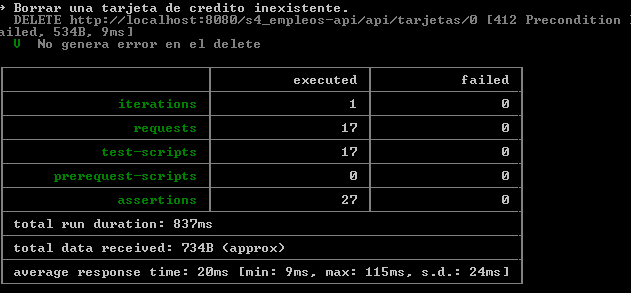 → Borrar una tarjeta de credito inexistente.
DELETE http://localhost:8080/s4_empleos-api/api/tarjetas/0 [412 Precondition
ailed, 534B, 9ms]
V No genera error en el delete
executed failed
iterations 1 0
requests 17 0
test-scripts 17 0
prerequest-scripts 0 0
assertions 27 0
total run duration: 837ms
total data received: 734B (approx)
average response time: 20ms [min: 9ms, max: 115ms, s.d.: 24ms]